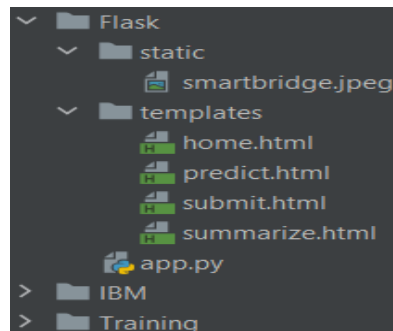 Flask
static
smartbridge.jpeg
templates
home.html
predict.html
submit.html
summarize.html
app.py
IBM
Training